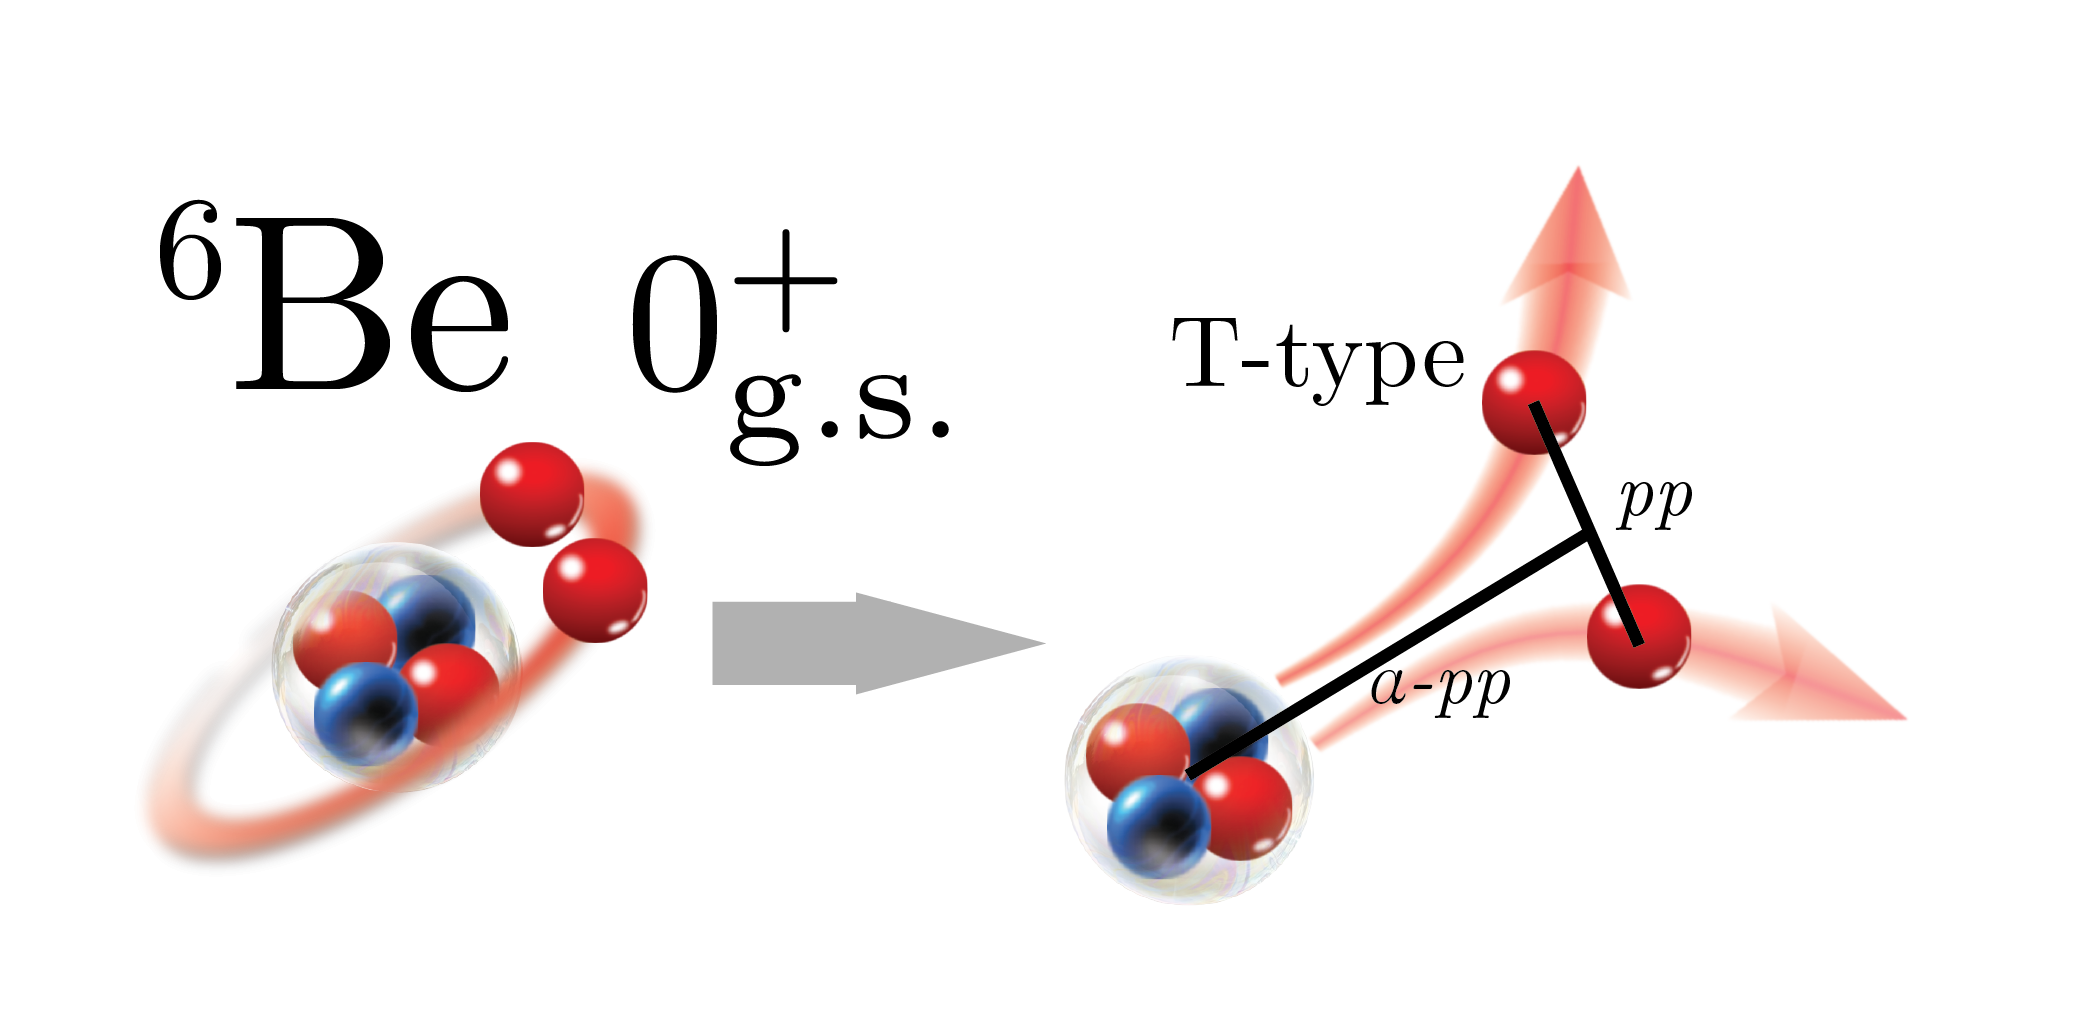 ⁶Be 0⁺g.s.
T-type
pp
α-pp